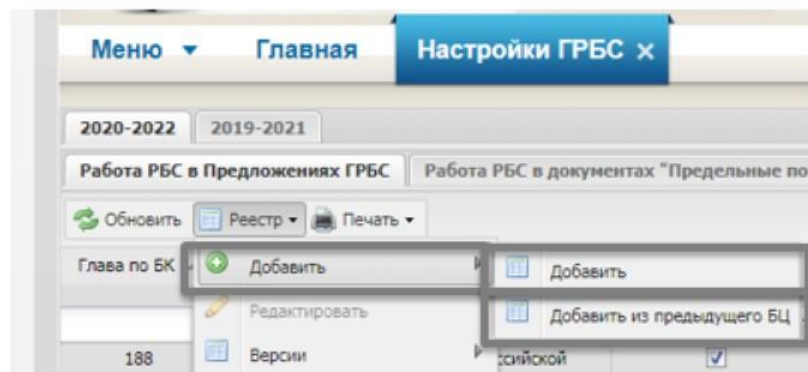 Меню Главная Настройки ГРБС ×
2020-2022 2019-2021
Работа РБС в Предложениях ГРБС Работа РБС в документах "Предельные по
Обновить Реестр Печать
Глава по БК Добавить Добавить
Редактировать Добавить из предыдущего БЦ
188 Версии ссийской